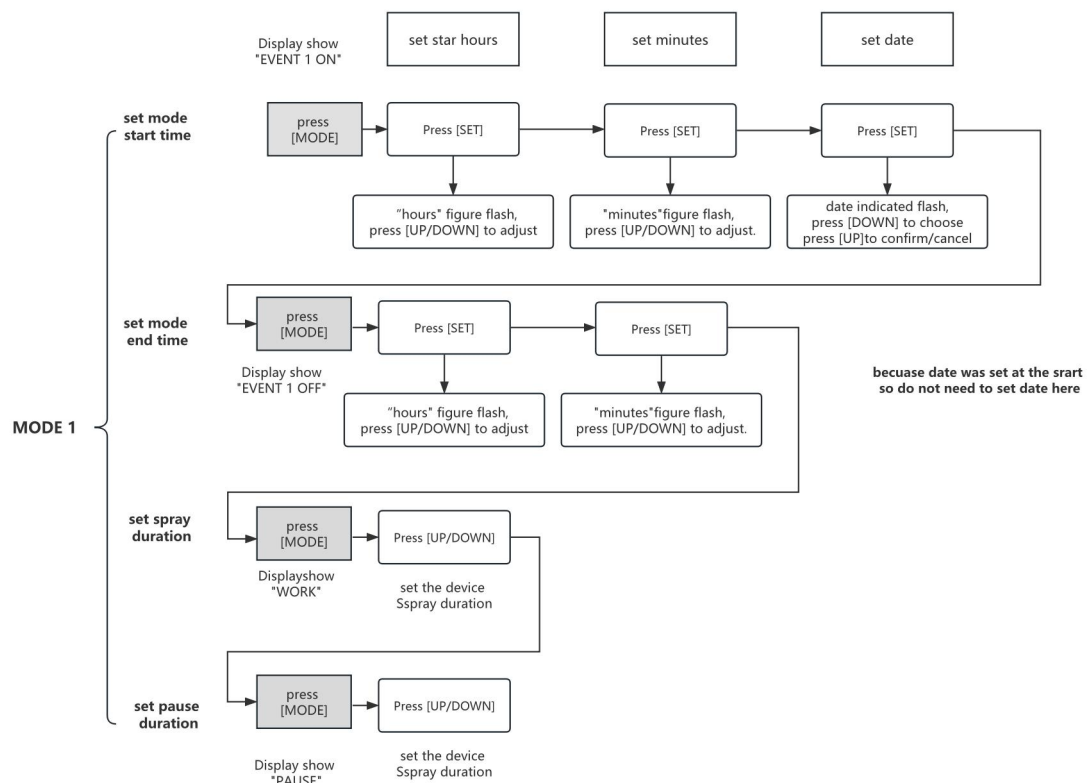 Display show
"EVENT 1 ON"
set star hours
set minutes
set date
set mode
start time
press
[MODE]
Press [SET]
Press [SET]
Press [SET]
“hours" figure flash,
press [UP/DOWN] to adjust
"minutes"figure flash,
press [UP/DOWN] to adjust.
date indicated flash,
press [DOWN] to choose
press [UP]to confirm/cancel
set mode
end time
press
[MODE]
Press [SET]
Press [SET]
Display show
"EVENT 1 OFF"
“hours" figure flash,
press [UP/DOWN] to adjust
"minutes"figure flash,
press [UP/DOWN] to adjust.
becuase date was set at the srart
so do not need to set date here
MODE 1
set spray
duration
press
[MODE]
Press [UP/DOWN]
Displayshow
"WORK"
set the device
Sspray duration
set pause
duration
press
[MODE]
Press [UP/DOWN]
Display show
"PAUSE"
set the device
Sspray duration